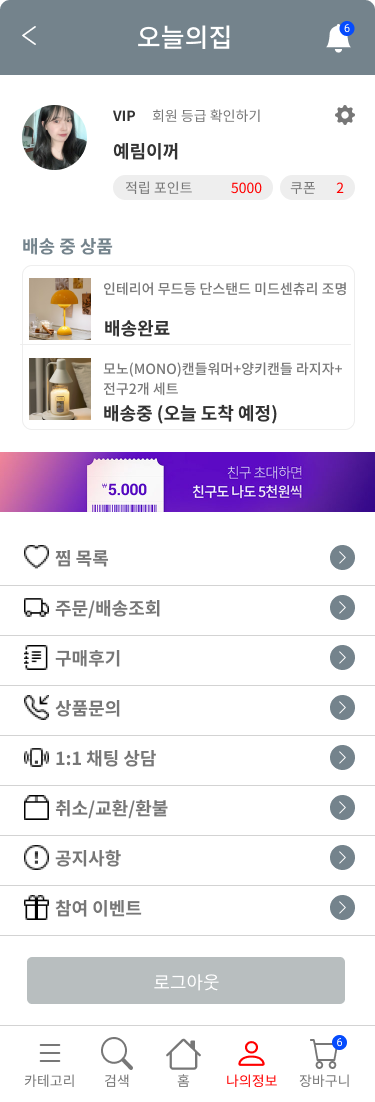 오늘의집
6
VIP 회원 등급 확인하기
예림이꺼
적립 포인트 5000 쿠폰 2
배송 중 상품
인테리어 무드등 단스탠드 미드센츄리 조명
배송완료
모노(MONO)캔들워머+양키캔들 라지자+
전구2개 세트
배송중 (오늘 도착 예정)
₩5.000
친구 초대하면
친구도 나도 5천원씩
찜 목록
주문/배송조회
구매후기
상품문의
1:1 채팅 상담
취소/교환/환불
공지사항
참여 이벤트
로그아웃
6
카테고리 검색 홈 나의정보 장바구니